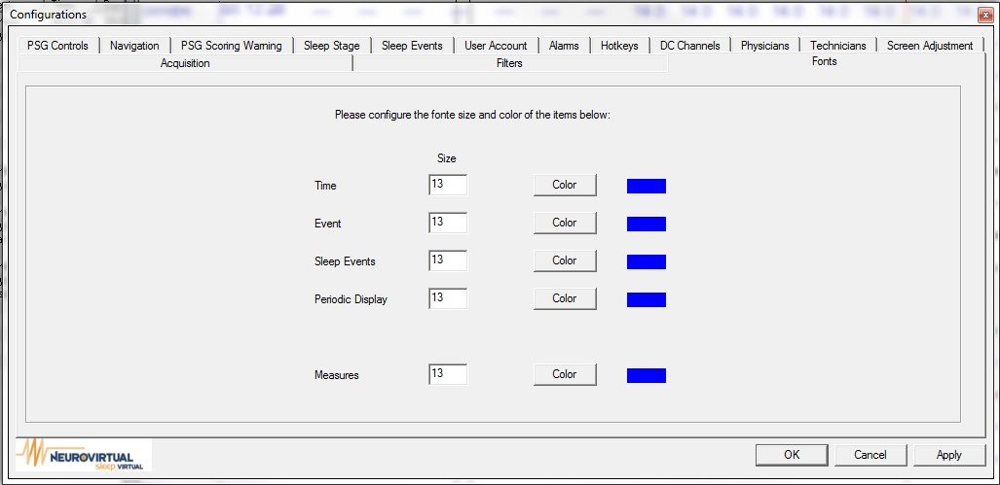 Configurations
PSG Controls Navigation PSG Scoring Warning Sleep Stage Sleep Events User Account Alarms Hotkeys DC Channels Physicians Technicians Screen Adjustment
Acquisition Filters Fonts
Please configure the fonte size and color of the items below:
Size
Time 13 Color
Event 13 Color
Sleep Events 13 Color
Periodic Display 13 Color
Measures 13 Color
NEUROVIRTUAL
sleep VIRTUAL
OK Cancel Apply